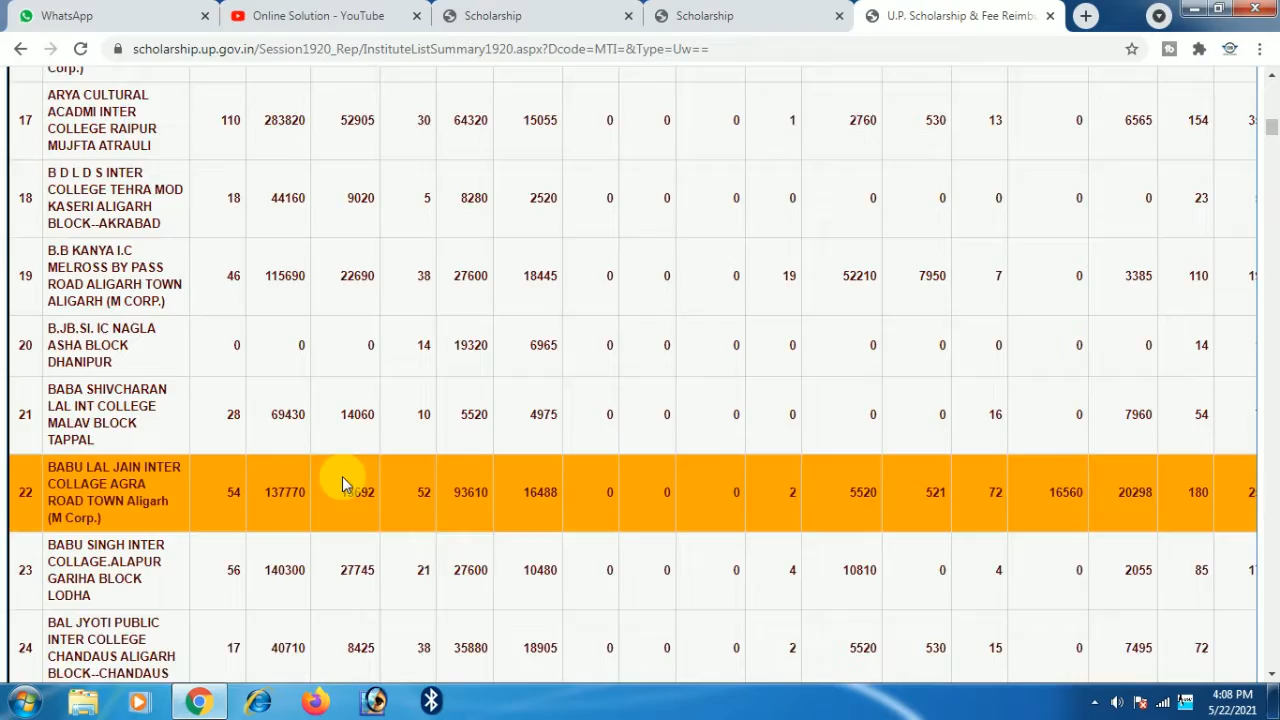 WhatsApp
Online Solution - YouTube
Scholarship
Scholarship
U.P. Scholarship & Fee Reimb
scholarship.up.gov.in/Session1920_Rep/InstituteListSummary1920.aspx?Dcode=MTI=&Type=Uw==
Corp.)
17 ARYA CULTURAL ACADMI INTER COLLEGE RAIPUR MUJFTA ATRAULI 110 283820 52905 30 64320 15055 0 0 0 1 2760 530 13 0 6565 154
18 B D L D S INTER COLLEGE TEHRA MOD KASERI ALIGARH BLOCK--AKRABAD 18 44160 9020 5 8280 2520 0 0 0 0 0 0 0 0 0 23
19 B.B KANYA I.C MELROSS BY PASS ROAD ALIGARH TOWN ALIGARH (M CORP.) 46 115690 22690 38 27600 18445 0 0 0 19 52210 7950 7 0 3385 110
20 B.JB.SI. IC NAGLA ASHA BLOCK DHANIPUR 0 0 0 14 19320 6965 0 0 0 0 0 0 0 0 0 14
21 BABA SHIVCHARAN LAL INT COLLEGE MALAV BLOCK TAPPAL 28 69430 14060 10 5520 4975 0 0 0 0 0 0 16 0 7960 54
22 BABU LAL JAIN INTER COLLAGE AGRA ROAD TOWN Aligarh (M Corp.) 54 137770 52 93610 16488 0 0 0 2 5520 521 72 16560 20298 180
23 BABU SINGH INTER COLLAGE.ALAPUR GARIHA BLOCK LODHA 56 140300 27745 21 27600 10480 0 0 0 4 10810 0 4 0 2055 85
24 BAL JYOTI PUBLIC INTER COLLEGE CHANDAUS ALIGARH BLOCK--CHANDAUS 17 40710 8425 38 35880 18905 0 0 0 2 5520 530 15 0 7495 72
4:08 PM
5/22/2021